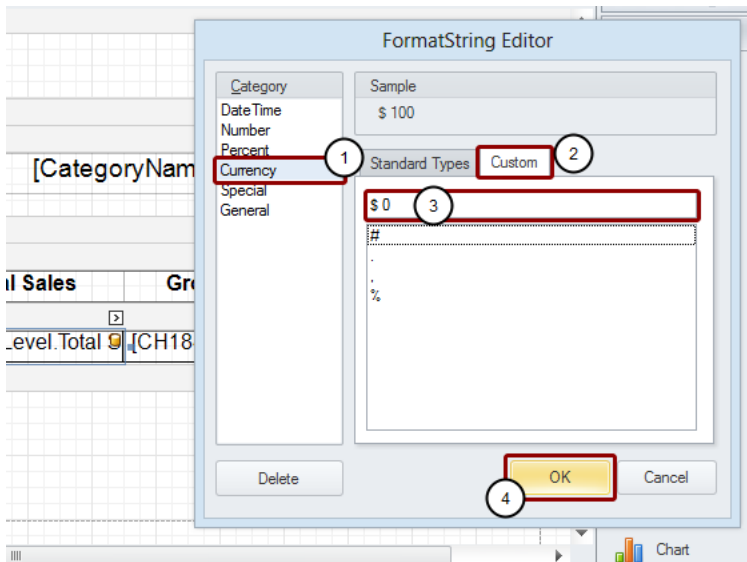 FormatString Editor
Category
DateTime
Number
Percent
Currency
Special
General
Delete
Sample
$ 100
Standard Types Custom
$ 0
#
.
,
%
OK Cancel
1
2
3
4
[CategoryNam
al Sales Gro
Level.Total S [CH18
Chart